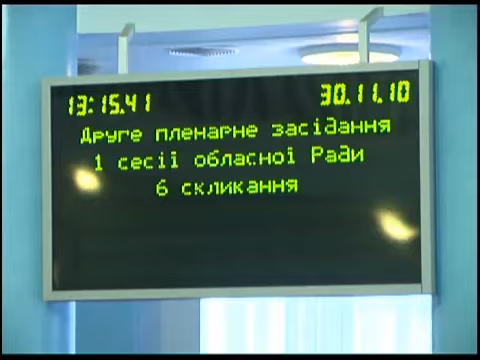 13:15.41 30.11.10
Друге пленарне засідання
1 сесії обласної Ради
6 скликання